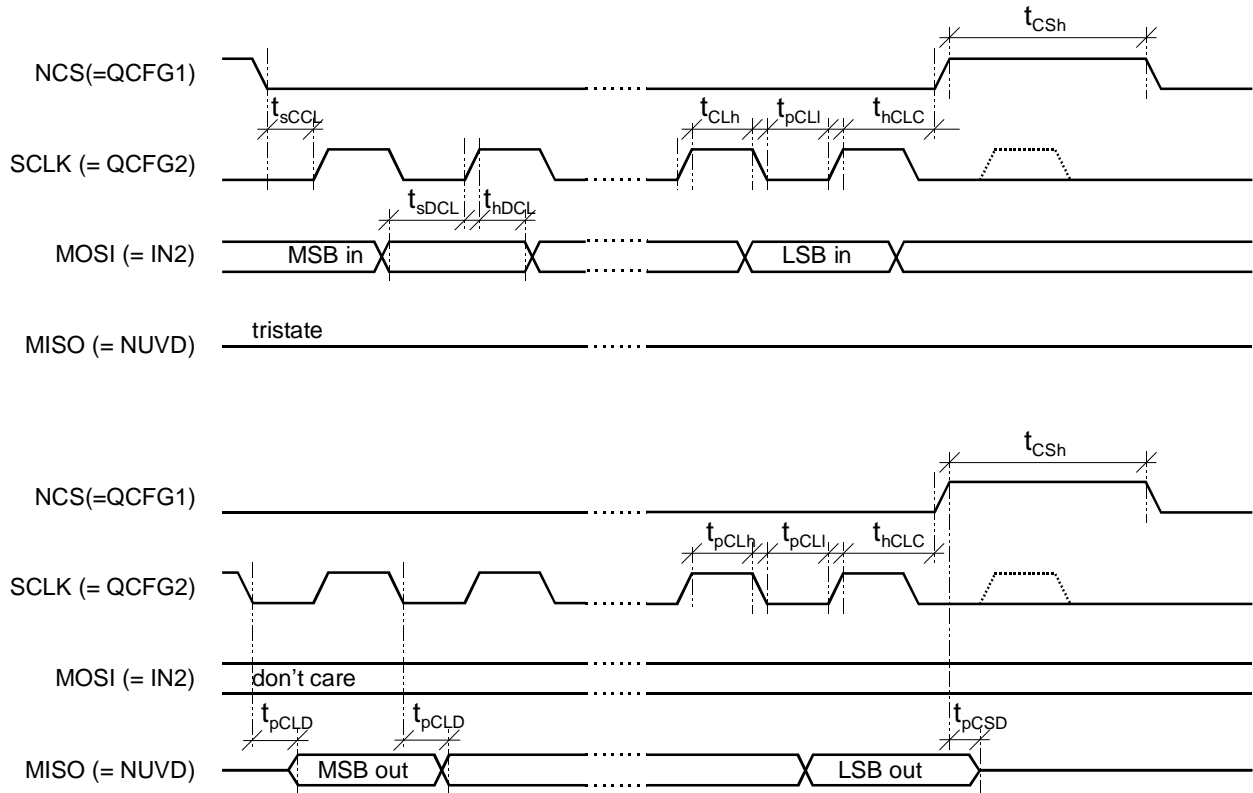 tCSh
NCS(=QCFG1)
tsCCL
tCLh tpCLl thCLC
SCLK (= QCFG2)
tsDCL thDCL
MOSI (= IN2) MSB in LSB in
tristate
MISO (= NUVD)
tCSh
NCS(=QCFG1)
tpCLh tpCLl thCLC
SCLK (= QCFG2)
MOSI (= IN2) don't care
tpCLD tpCLD tpCSD
MISO (= NUVD) MSB out LSB out